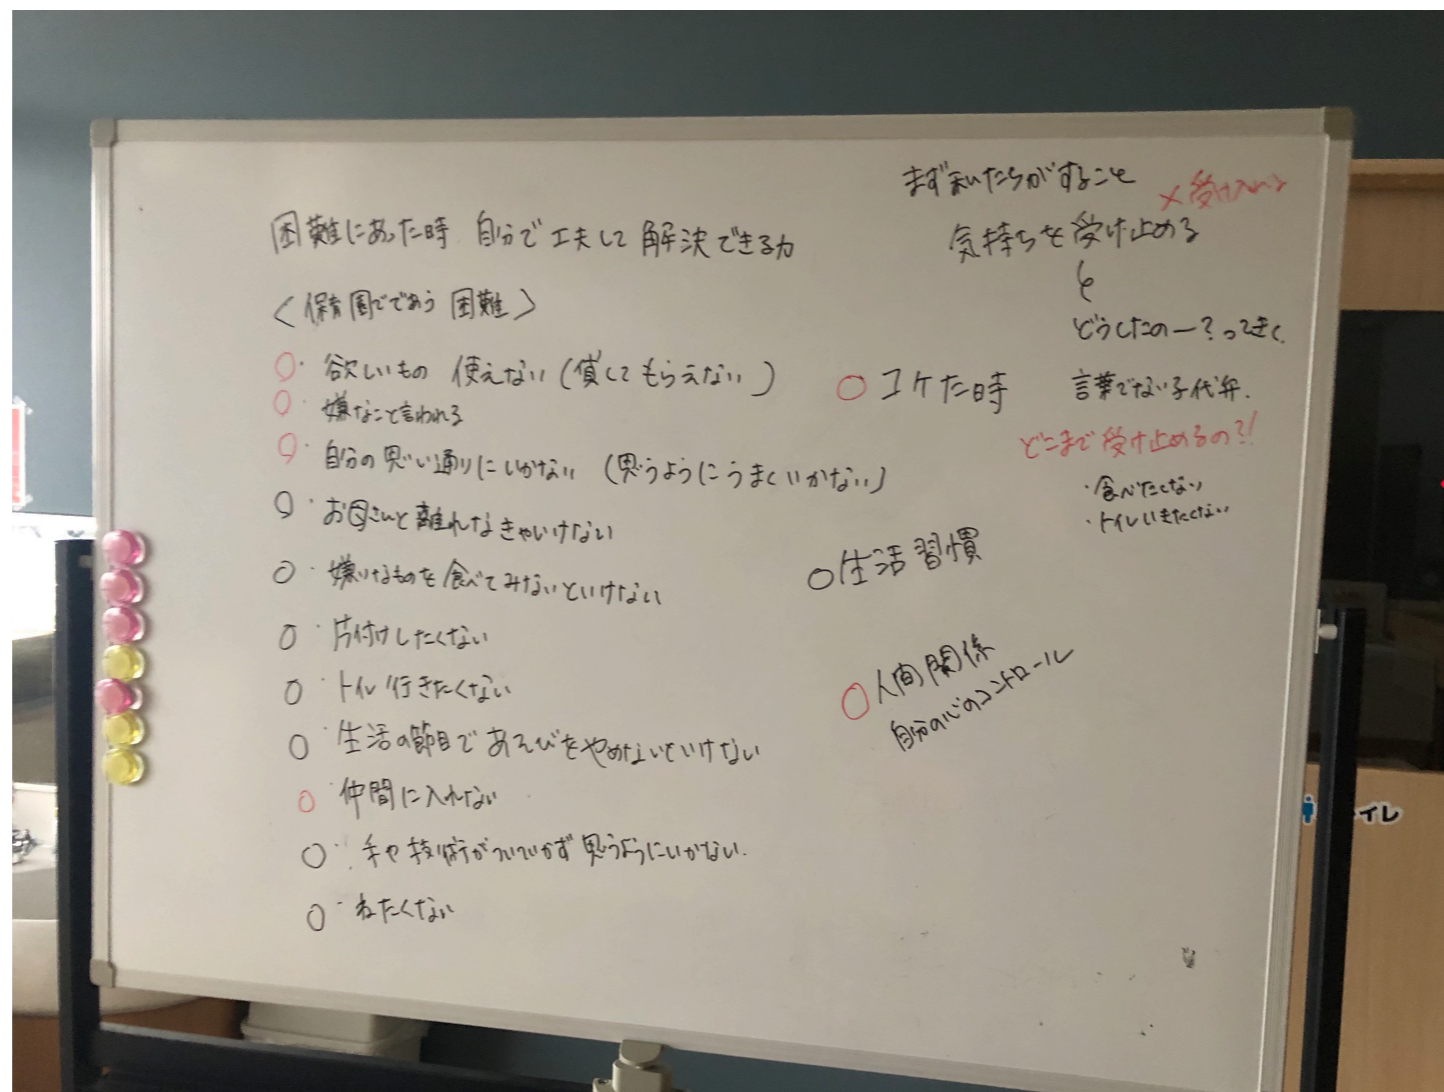 困難にあった時 自分で工夫して 解決できる力
<保育園でであう 困難>
○・欲しいもの 使えない(貸してもらえない)
○・嫌なこと言われる
○・自分の思い通りにいかない (思うようにうまくいかない)
○・お母さんと離れなきゃいけない
○・嫌いなものを食べてみないといけない
○・片付けしたくない
○・トイレ行きたくない
○・生活の節目であそびをやめないといけない
○・仲間に入れない
○・手や技術がついていかず思うようにいかない.
○・ねたくない
○コケた時
○生活習慣
○人間関係
自分の心のコントロール
まず私たちがすること
×受け入れる
気持ちを受け止める
と
どうしたのー?ってきく.
言葉でない子代弁.
どこまで受け止めるの?!
・食べたくない
・トイレいきたくない
トイレ